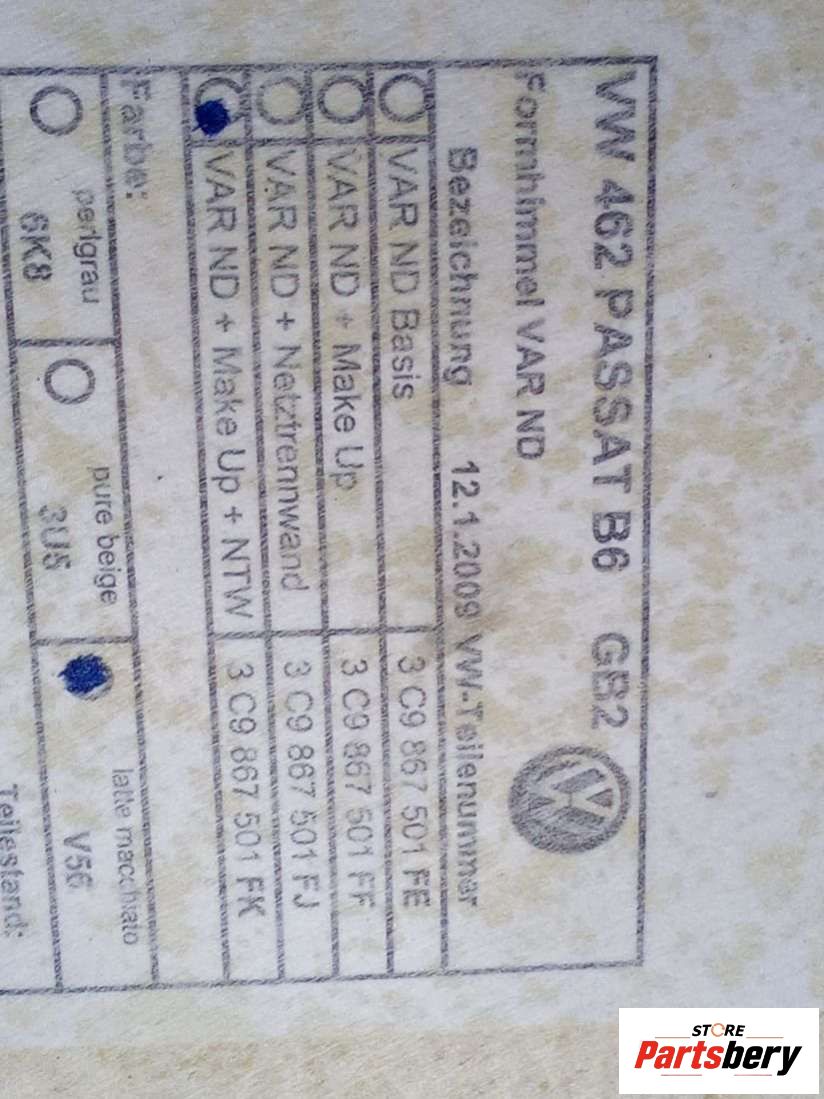 VW 462 PASSAT B6 GB2
Formhimmel VAR ND
Bezeichnung 12.1.2009 VW-Teilenummer
VAR ND Basis 3 C9 867 501 FE
VAR ND + Make Up 3 C9 867 501 FF
VAR ND + Netztrennwand 3 C9 867 501 FJ
VAR ND + Make Up + NTW 3 C9 867 501 FK
Farbe:
perlgrau pure beige latte macchiato
6K8 3U5 V56
Teilestand:
STORE
Partsbery